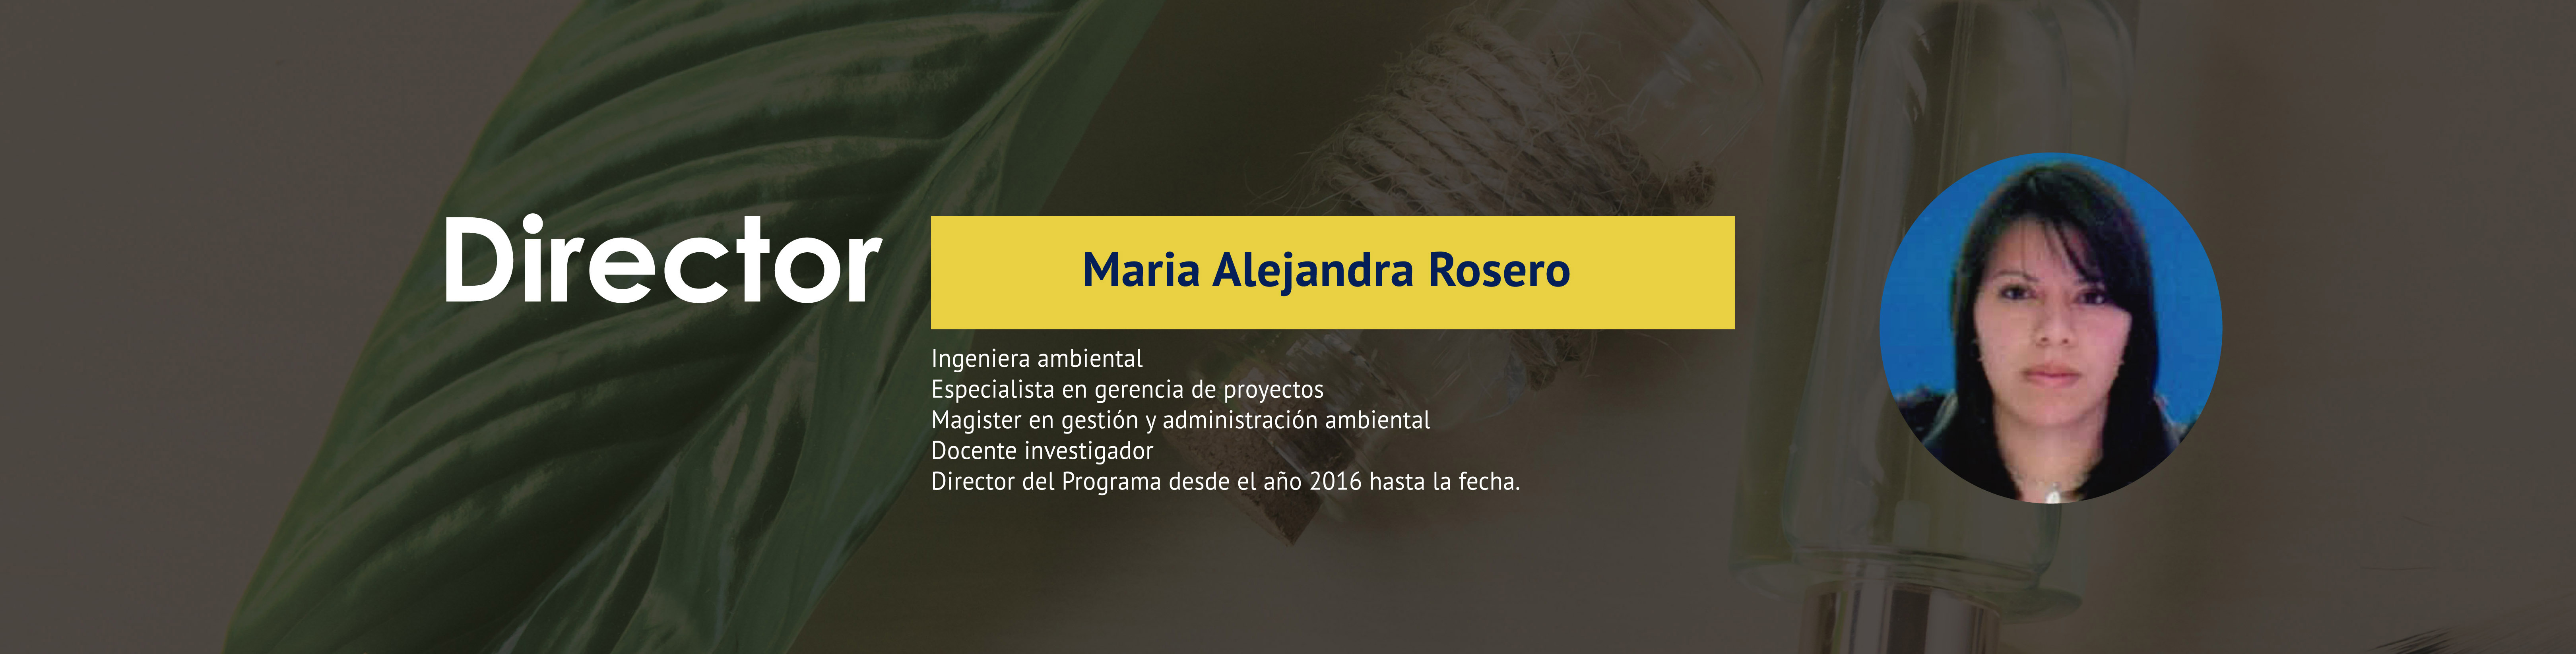 Director
Maria Alejandra Rosero
Ingeniera ambiental
Especialista en gerencia de proyectos
Magister en gestión y administración ambiental
Docente investigador
Director del Programa desde el año 2016 hasta la fecha.